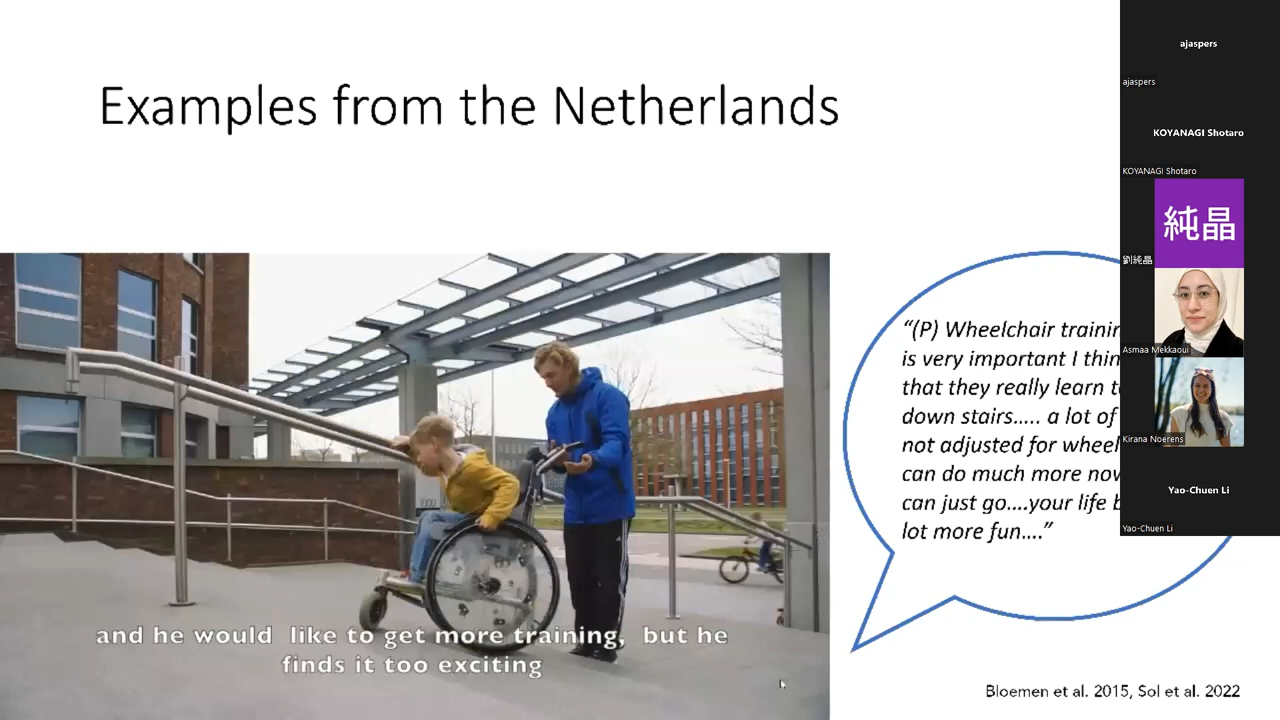 Examples from the Netherlands
“(P) Wheelchair trainin
is very important I thin
that they really learn t
down stairs….. a lot of
not adjusted for wheel
can do much more now
can just go….your life b
lot more fun….”
and he would like to get more training, but he
finds it too exciting
Bloemen et al. 2015, Sol et al. 2022
ajaspers
ajaspers
KOYANAGI Shotaro
KOYANAGI Shotaro
純晶
劉純晶
Asmaa Mekkaoui
Kirana Noerens
Yao-Chuen Li
Yao-Chuen Li